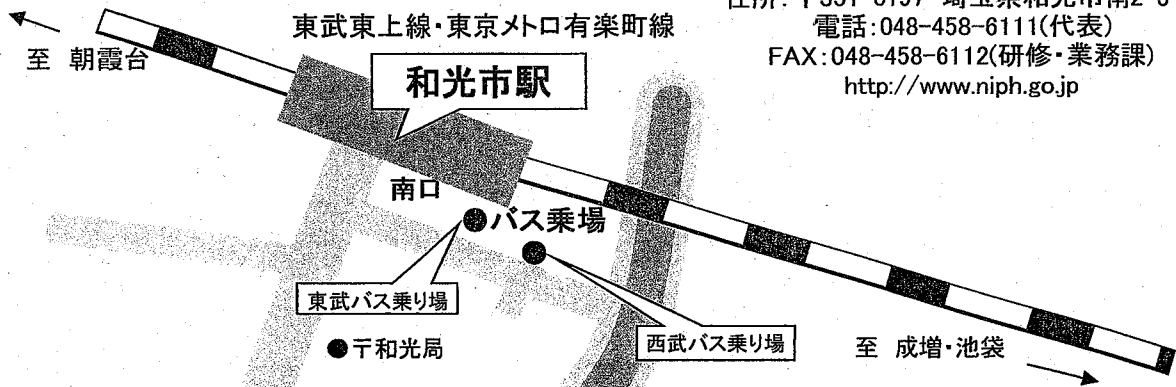 東武東上線・東京メトロ有楽町線
電話:048-458-6111(代表)
FAX:048-458-6112(研修・業務課)
http://www.niph.go.jp
至 朝霞台
和光市駅
南口
●バス乗場
東武バス乗り場
●〒和光局
西武バス乗り場
至 成増・池袋